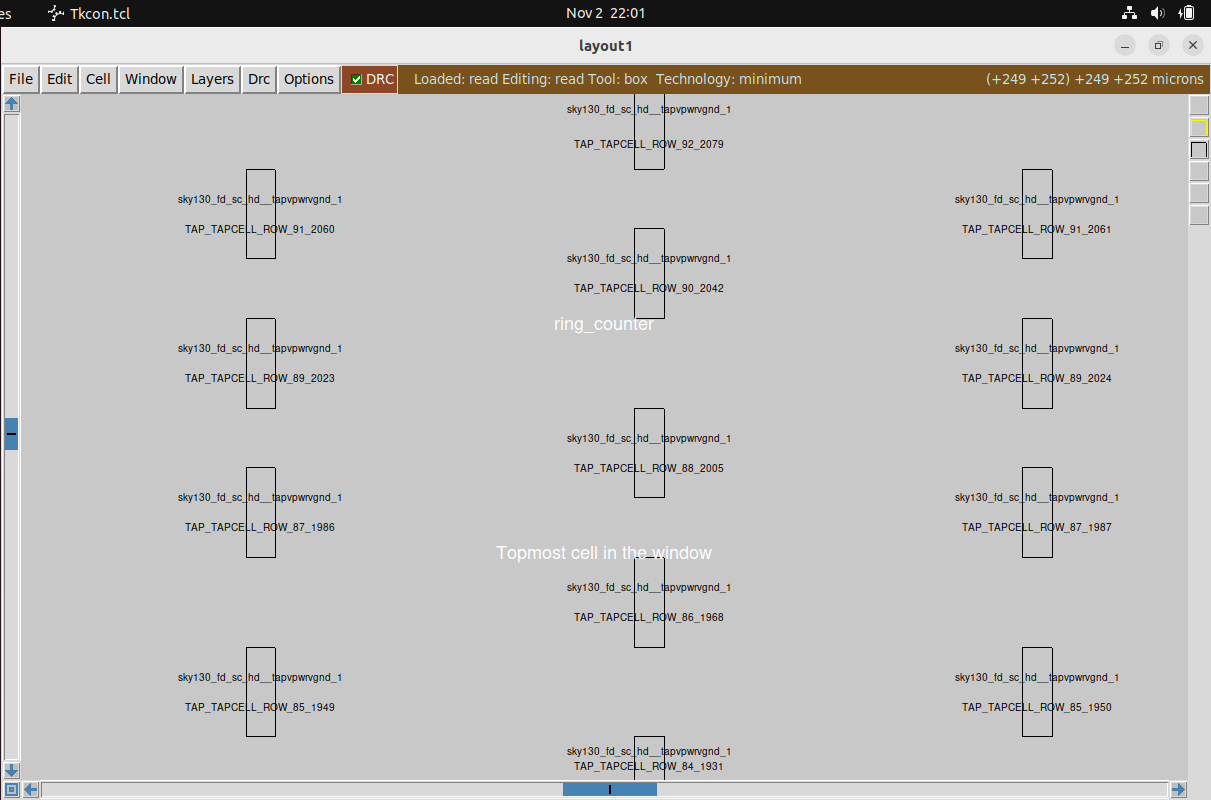 es Tkcon.tcl Nov 2 22:01
layout1
File Edit Cell Window Layers Drc Options DRC Loaded: read Editing: read Tool: box Technology: minimum (+249 +252) +249 +252 microns
sky130_fd_sc_hd__tapvpwrvgnd_1
TAP_TAPCELL_ROW_92_2079
sky130_fd_sc_hd__tapvpwrvgnd_1 sky130_fd_sc_hd__tapvpwrvgnd_1
TAP_TAPCELL_ROW_91_2060 TAP_TAPCELL_ROW_91_2061
sky130_fd_sc_hd__tapvpwrvgnd_1
TAP_TAPCELL_ROW_90_2042
ring_counter
sky130_fd_sc_hd__tapvpwrvgnd_1 sky130_fd_sc_hd__tapvpwrvgnd_1
TAP_TAPCELL_ROW_89_2023 TAP_TAPCELL_ROW_89_2024
sky130_fd_sc_hd__tapvpwrvgnd_1
TAP_TAPCELL_ROW_88_2005
sky130_fd_sc_hd__tapvpwrvgnd_1 sky130_fd_sc_hd__tapvpwrvgnd_1
TAP_TAPCELL_ROW_87_1986 TAP_TAPCELL_ROW_87_1987
Topmost cell in the window
sky130_fd_sc_hd__tapvpwrvgnd_1
TAP_TAPCELL_ROW_86_1968
sky130_fd_sc_hd__tapvpwrvgnd_1 sky130_fd_sc_hd__tapvpwrvgnd_1
TAP_TAPCELL_ROW_85_1949 TAP_TAPCELL_ROW_85_1950
sky130_fd_sc_hd__tapvpwrvgnd_1
TAP_TAPCELL_ROW_84_1931